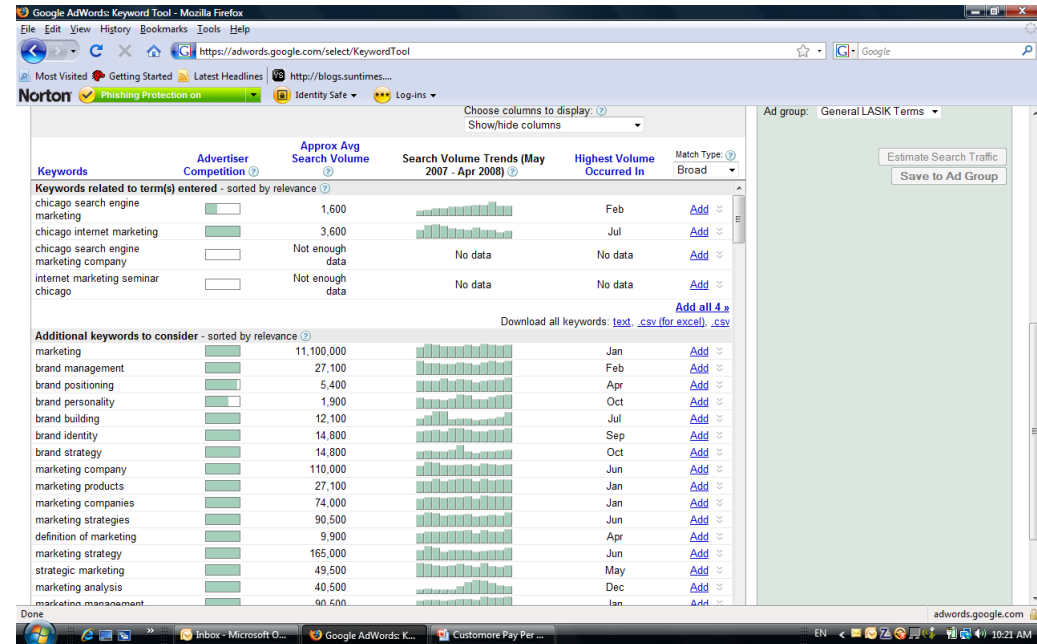 Google AdWords: Keyword Tool - Mozilla Firefox
File Edit View History Bookmarks Tools Help
https://adwords.google.com/select/KeywordTool
G Google
Most Visited Getting Started Latest Headlines http://blogs.suntimes....
Norton Phishing Protection on Identity Safe Log-ins
Choose columns to display: ?
Show/hide columns
Ad group: General LASIK Terms
Keywords Advertiser Competition ? Approx Avg Search Volume ? Search Volume Trends (May 2007 - Apr 2008) ? Highest Volume Occurred In Match Type: ? Broad
Estimate Search Traffic
Save to Ad Group
Keywords related to term(s) entered - sorted by relevance ?
chicago search engine marketing 1,600 Feb Add
chicago internet marketing 3,600 Jul Add
chicago search engine marketing company Not enough data No data No data Add
internet marketing seminar chicago Not enough data No data No data Add
Add all 4 »
Download all keywords: text, .csv (for excel), .csv
Additional keywords to consider - sorted by relevance ?
marketing 11,100,000 Jan Add
brand management 27,100 Feb Add
brand positioning 5,400 Apr Add
brand personality 1,900 Oct Add
brand building 12,100 Jul Add
brand identity 14,800 Sep Add
brand strategy 14,800 Oct Add
marketing company 110,000 Jun Add
marketing products 27,100 Jan Add
marketing companies 74,000 Jan Add
marketing strategies 90,500 Jun Add
definition of marketing 9,900 Apr Add
marketing strategy 165,000 Jun Add
strategic marketing 49,500 May Add
marketing analysis 40,500 Dec Add
marketing management 90,500 Jan Add
Done adwords.google.com
Inbox - Microsoft O... Google AdWords: K... Customore Pay Per ... EN 10:21 AM